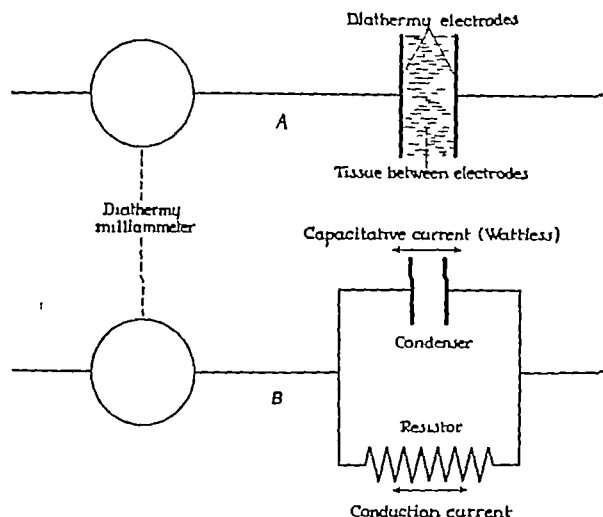 Diathermy electrodes
A
Tissue between electrodes
Diathermy
milliammeter
Capacitative current (Wattless)
Condenser
B
Resistor
Conduction current